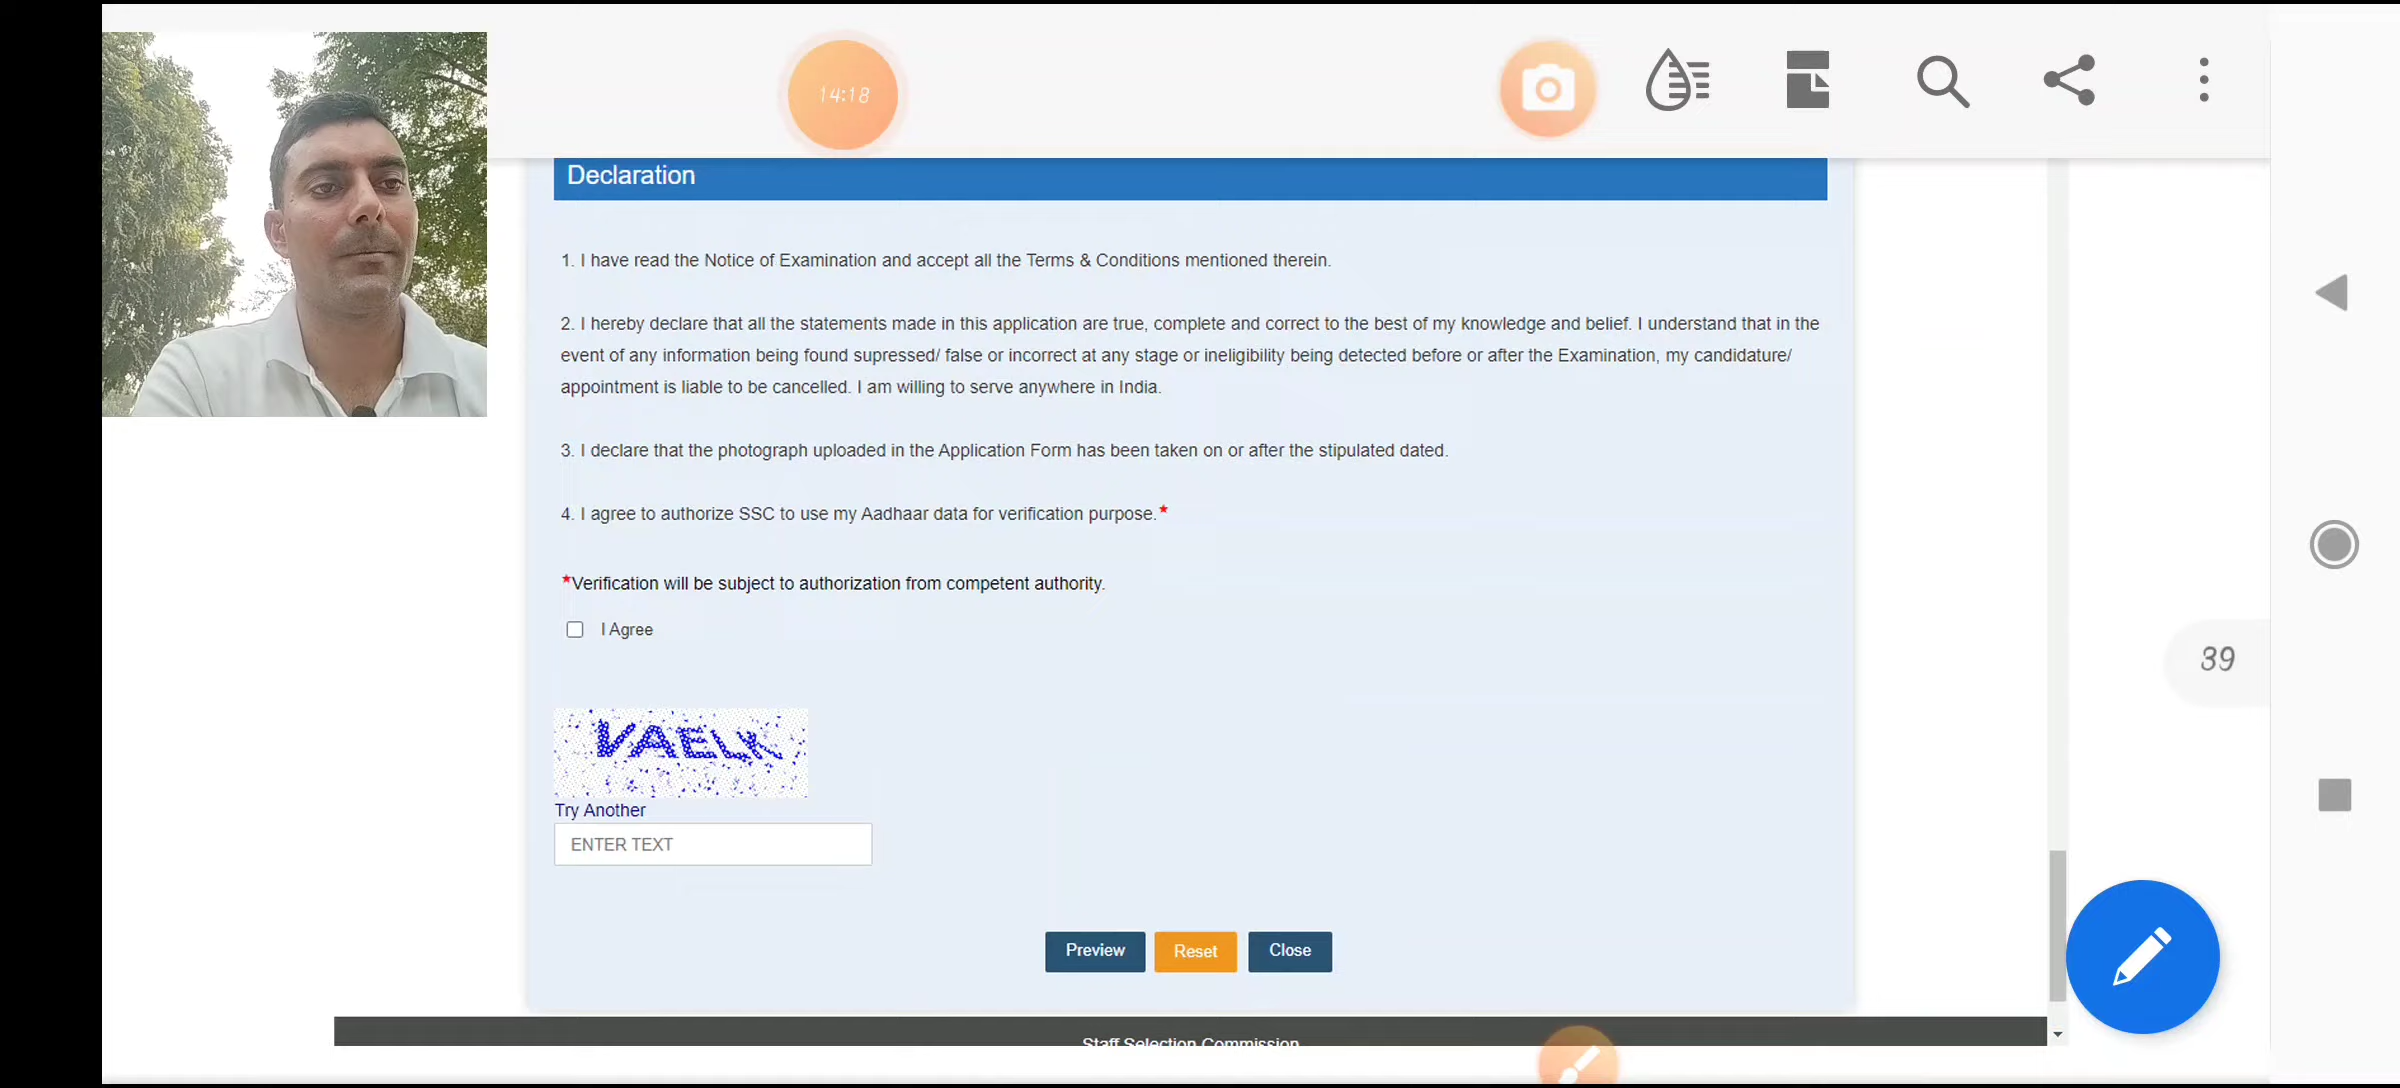 14:18
Declaration
1. I have read the Notice of Examination and accept all the Terms & Conditions mentioned therein.
2. I hereby declare that all the statements made in this application are true, complete and correct to the best of my knowledge and belief. I understand that in the
event of any information being found supressed/ false or incorrect at any stage or ineligibility being detected before or after the Examination, my candidature/
appointment is liable to be cancelled. I am willing to serve anywhere in India.
3. I declare that the photograph uploaded in the Application Form has been taken on or after the stipulated dated.
4. I agree to authorize SSC to use my Aadhaar data for verification purpose.*
*Verification will be subject to authorization from competent authority.
I Agree
39
Try Another
ENTER TEXT
Preview Reset Close
Staff Selection Commission